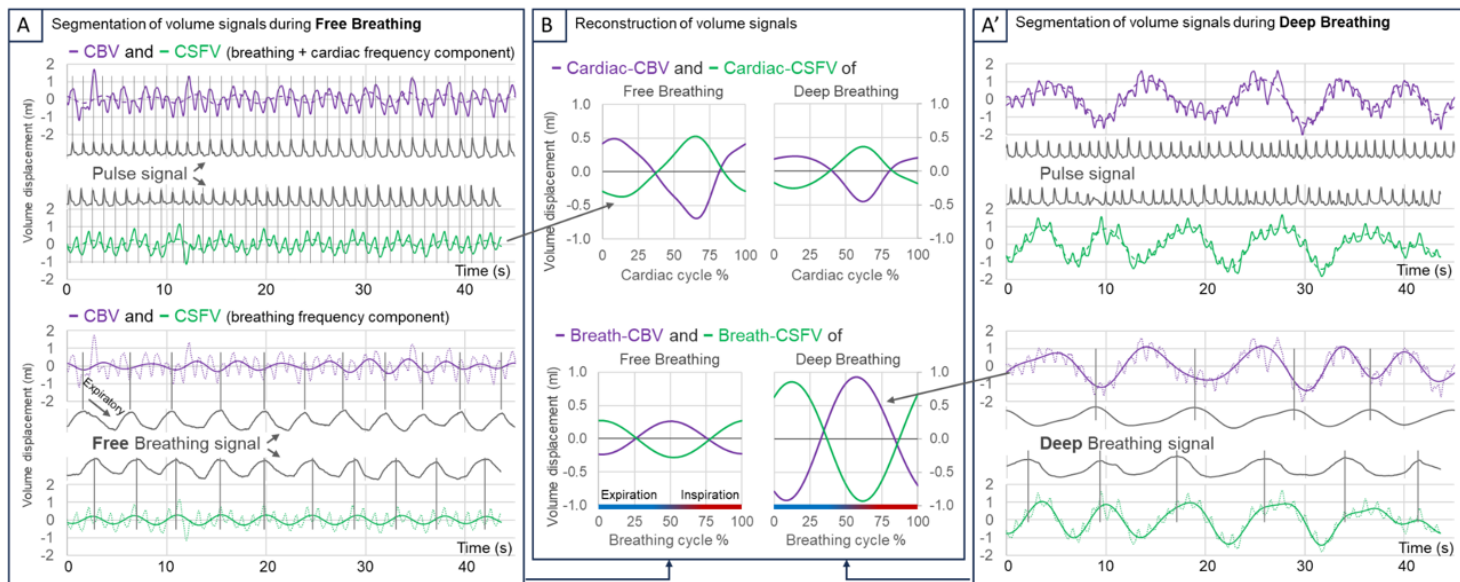 A
Segmentation of volume signals during Free Breathing
– CBV and – CSFV (breathing + cardiac frequency component)
Volume displacement (ml)
2
1
0
-1
-2
Pulse signal
2
1
0
-1
-2
Time (s)
0 10 20 30 40
– CBV and – CSFV (breathing frequency component)
Volume displacement (ml)
2
1
0
-1
-2
Expiratory
Free Breathing signal
2
1
0
-1
-2
Time (s)
0 10 20 30 40
B
Reconstruction of volume signals
– Cardiac-CBV and – Cardiac-CSFV of
Free Breathing
Deep Breathing
Volume displacement (ml)
1.0
0.5
0.0
-0.5
-1.0
1.0
0.5
0.0
-0.5
-1.0
0 25 50 75 100
0 25 50 75 100
Cardiac cycle %
Cardiac cycle %
– Breath-CBV and – Breath-CSFV of
Free Breathing
Deep Breathing
Volume displacement (ml)
1.0
0.5
0.0
-0.5
-1.0
1.0
0.5
0.0
-0.5
-1.0
Expiration
Inspiration
0 25 50 75 100
0 25 50 75 100
Breathing cycle %
Breathing cycle %
A'
Segmentation of volume signals during Deep Breathing
2
1
0
-1
-2
Pulse signal
2
1
0
-1
-2
Time (s)
0 10 20 30 40
2
1
0
-1
-2
Deep Breathing signal
2
1
0
-1
-2
Time (s)
0 10 20 30 40